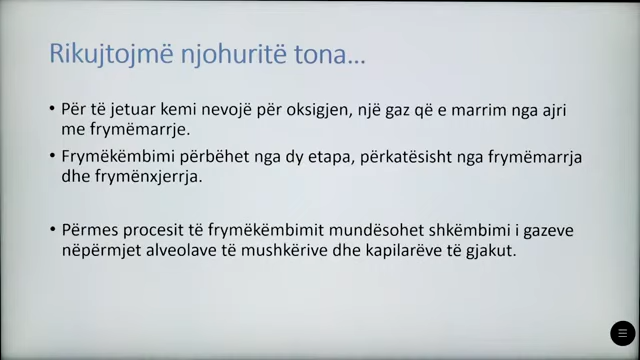 Rikujtojmë njohuritë tona...
• Për të jetuar kemi nevojë për oksigjen, një gaz që e marrim nga ajri
me frymëmarrje.
• Frymëkëmbimi përbëhet nga dy etapa, përkatësisht nga frymëmarrja
dhe frymënxjerrja.
• Përmes procesit të frymëkëmbimit mundësohet shkëmbimi i gazeve
nëpërmjet alveolave të mushkërive dhe kapilarëve të gjakut.